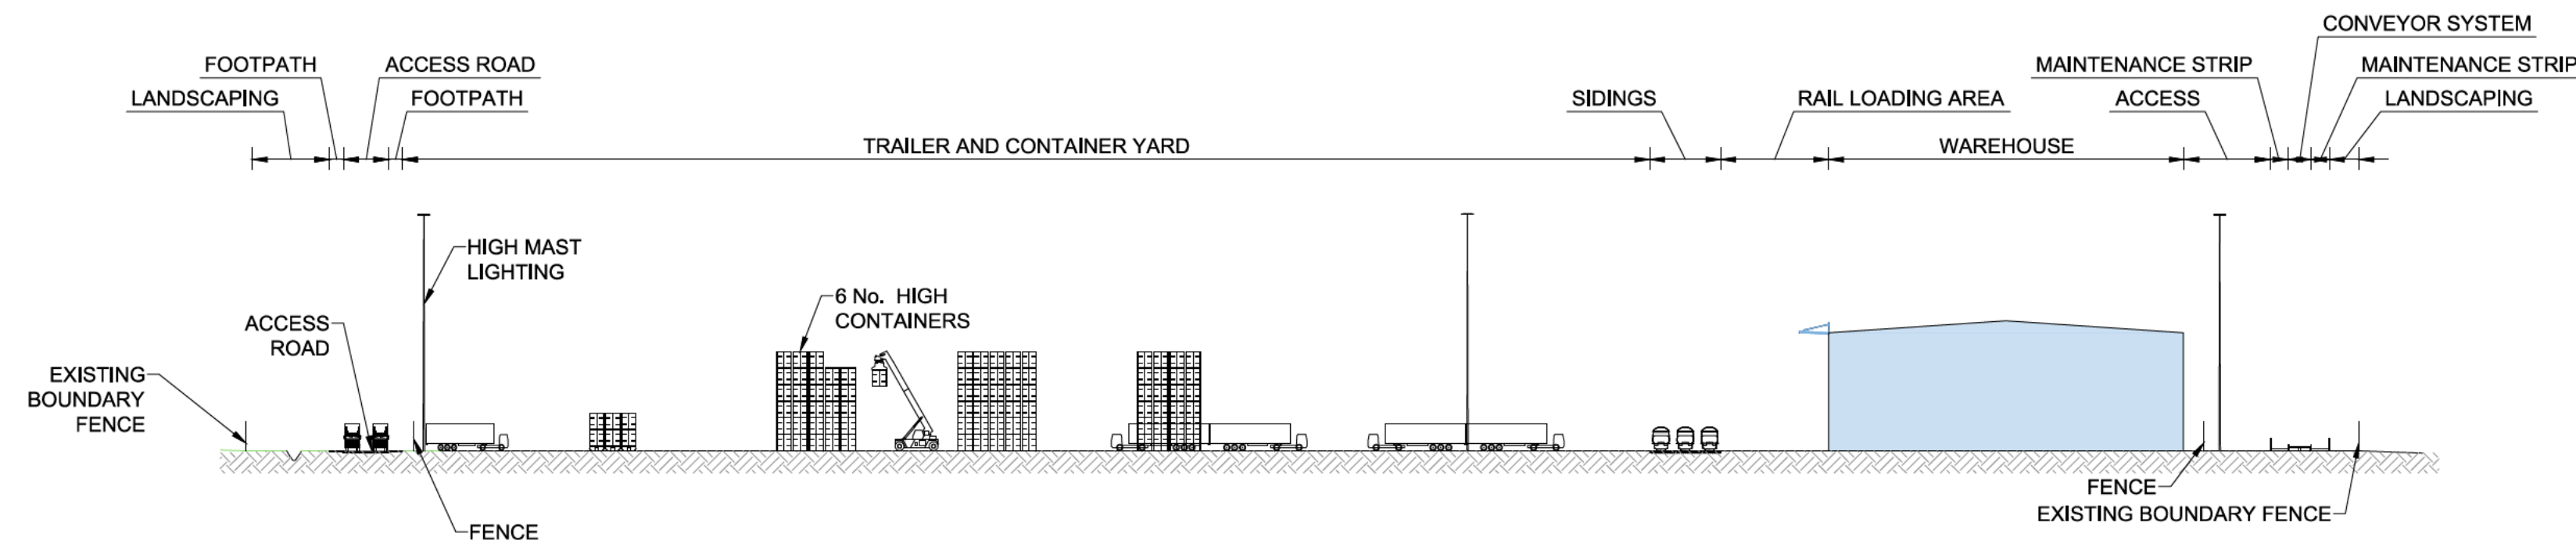 CONVEYOR SYSTEM
FOOTPATH
ACCESS ROAD
MAINTENANCE STRIP
MAINTENANCE STRIP
LANDSCAPING
FOOTPATH
SIDINGS
RAIL LOADING AREA
ACCESS
LANDSCAPING
TRAILER AND CONTAINER YARD
WAREHOUSE
HIGH MAST
LIGHTING
6 No. HIGH
CONTAINERS
ACCESS
ROAD
EXISTING
BOUNDARY
FENCE
FENCE
FENCE
EXISTING BOUNDARY FENCE